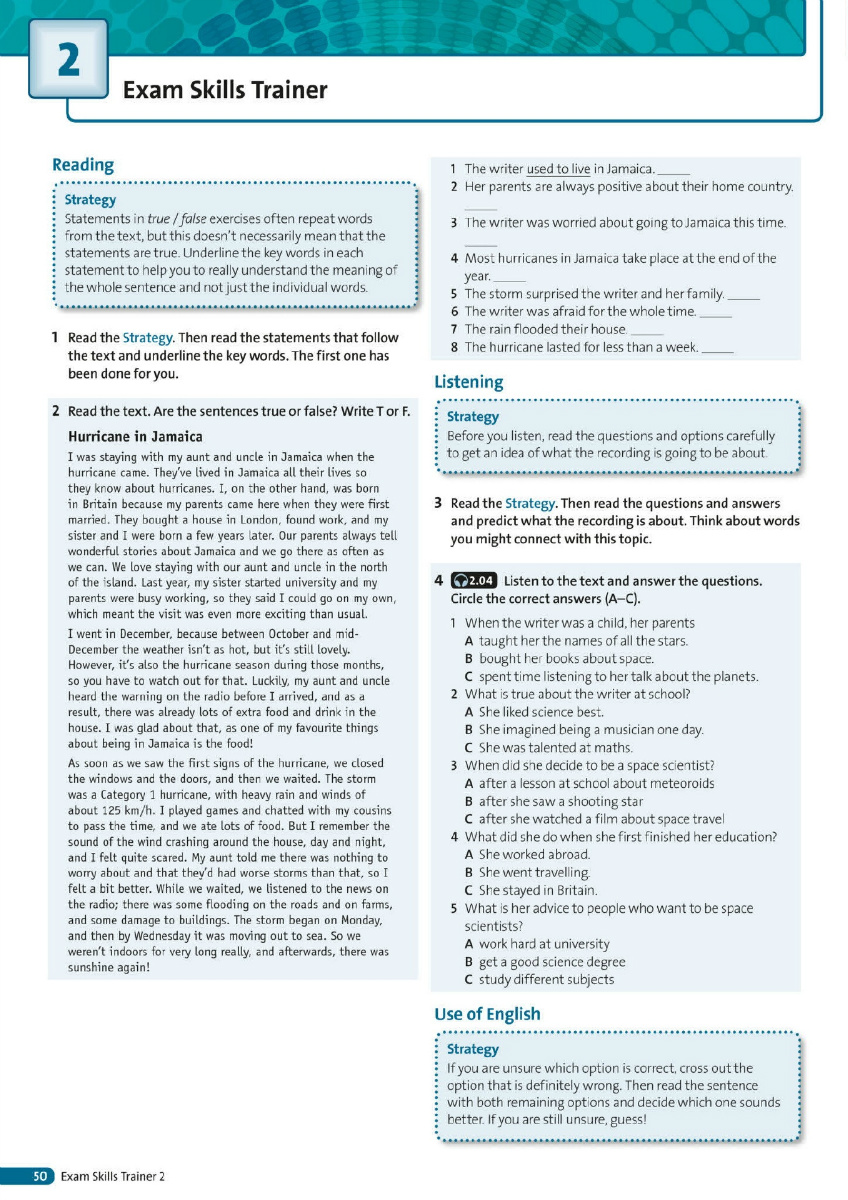 2
Exam Skills Trainer
Reading
Strategy
Statements in true / false exercises often repeat words
from the text, but this doesn't necessarily mean that the
statements are true. Underline the key words in each
statement to help you to really understand the meaning of
the whole sentence and not just the individual words.
1 Read the Strategy. Then read the statements that follow
the text and underline the key words. The first one has
been done for you.
2 Read the text. Are the sentences true or false? Write T or F.
Hurricane in Jamaica
I was staying with my aunt and uncle in Jamaica when the
hurricane came. They've lived in Jamaica all their lives so
they know about hurricanes. I, on the other hand, was born
in Britain because my parents came here when they were first
married. They bought a house in London, found work, and my
sister and I were born a few years later. Our parents always tell
wonderful stories about Jamaica and we go there as often as
we can. We love staying with our aunt and uncle in the north
of the island. Last year, my sister started university and my
parents were busy working, so they said I could go on my own,
which meant the visit was even more exciting than usual.
I went in December, because between October and mid-
December the weather isn't as hot, but it's still lovely.
However, it's also the hurricane season during those months,
so you have to watch out for that. Luckily, my aunt and uncle
heard the warning on the radio before I arrived, and as a
result, there was already lots of extra food and drink in the
house. I was glad about that, as one of my favourite things
about being in Jamaica is the food!
As soon as we saw the first signs of the hurricane, we closed
the windows and the doors, and then we waited. The storm
was a Category 1 hurricane, with heavy rain and winds of
about 125 km/h. I played games and chatted with my cousins
to pass the time, and we ate lots of food. But I remember the
sound of the wind crashing around the house, day and night,
and I felt quite scared. My aunt told me there was nothing to
worry about and that they'd had worse storms than that, so I
felt a bit better. While we waited, we listened to the news on
the radio; there was some flooding on the roads and on farms,
and some damage to buildings. The storm began on Monday,
and then by Wednesday it was moving out to sea. So we
weren't indoors for very long really, and afterwards, there was
sunshine again!
1 The writer used to live in Jamaica. _____
2 Her parents are always positive about their home country.
_____
3 The writer was worried about going to Jamaica this time.
_____
4 Most hurricanes in Jamaica take place at the end of the
year. _____
5 The storm surprised the writer and her family. _____
6 The writer was afraid for the whole time. _____
7 The rain flooded their house. _____
8 The hurricane lasted for less than a week. _____
Listening
Strategy
Before you listen, read the questions and options carefully
to get an idea of what the recording is going to be about.
3 Read the Strategy. Then read the questions and answers
and predict what the recording is about. Think about words
you might connect with this topic.
4 2.04 Listen to the text and answer the questions.
Circle the correct answers (A–C).
1 When the writer was a child, her parents
A taught her the names of all the stars.
B bought her books about space.
C spent time listening to her talk about the planets.
2 What is true about the writer at school?
A She liked science best.
B She imagined being a musician one day.
C She was talented at maths.
3 When did she decide to be a space scientist?
A after a lesson at school about meteoroids
B after she saw a shooting star
C after she watched a film about space travel
4 What did she do when she first finished her education?
A She worked abroad.
B She went travelling.
C She stayed in Britain.
5 What is her advice to people who want to be space
scientists?
A work hard at university
B get a good science degree
C study different subjects
Use of English
Strategy
If you are unsure which option is correct, cross out the
option that is definitely wrong. Then read the sentence
with both remaining options and decide which one sounds
better. If you are still unsure, guess!
50 Exam Skills Trainer 2